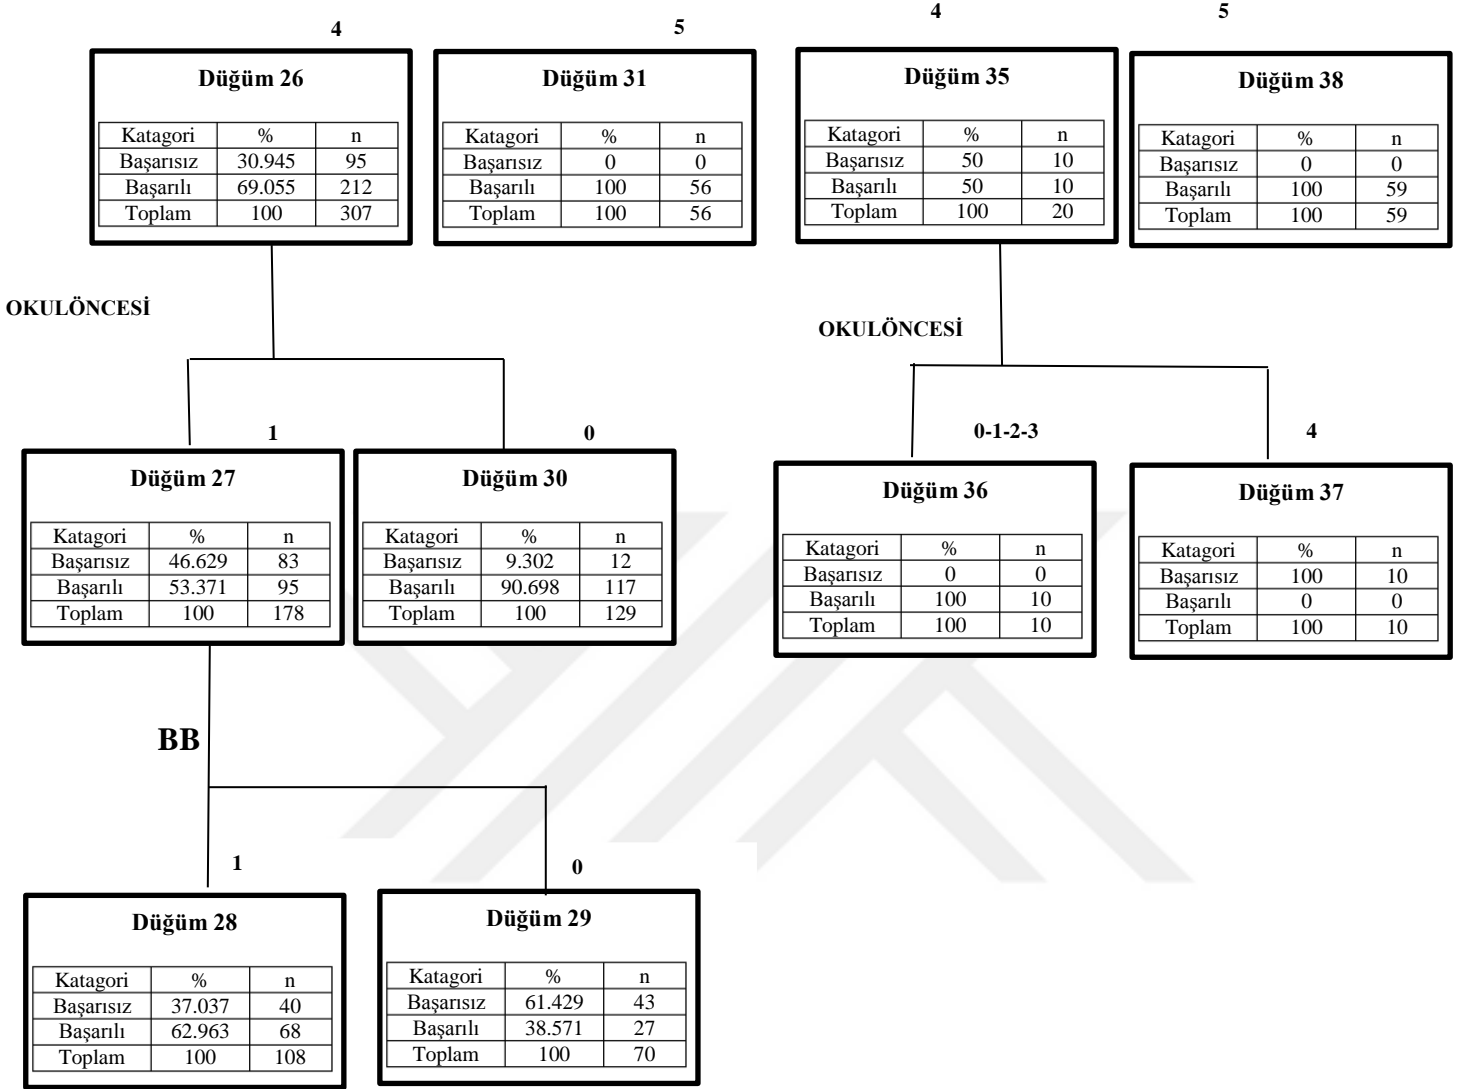 4
5
4
5
Düğüm 26
Katagori % n
Başarısız 30.945 95
Başarılı 69.055 212
Toplam 100 307
Düğüm 31
Katagori % n
Başarısız 0 0
Başarılı 100 56
Toplam 100 56
Düğüm 35
Katagori % n
Başarısız 50 10
Başarılı 50 10
Toplam 100 20
Düğüm 38
Katagori % n
Başarısız 0 0
Başarılı 100 59
Toplam 100 59
OKULÖNCESİ
OKULÖNCESİ
1
0
0-1-2-3
4
Düğüm 27
Katagori % n
Başarısız 46.629 83
Başarılı 53.371 95
Toplam 100 178
Düğüm 30
Katagori % n
Başarısız 9.302 12
Başarılı 90.698 117
Toplam 100 129
Düğüm 36
Katagori % n
Başarısız 0 0
Başarılı 100 10
Toplam 100 10
Düğüm 37
Katagori % n
Başarısız 100 10
Başarılı 0 0
Toplam 100 10
BB
1
0
Düğüm 28
Katagori % n
Başarısız 37.037 40
Başarılı 62.963 68
Toplam 100 108
Düğüm 29
Katagori % n
Başarısız 61.429 43
Başarılı 38.571 27
Toplam 100 70